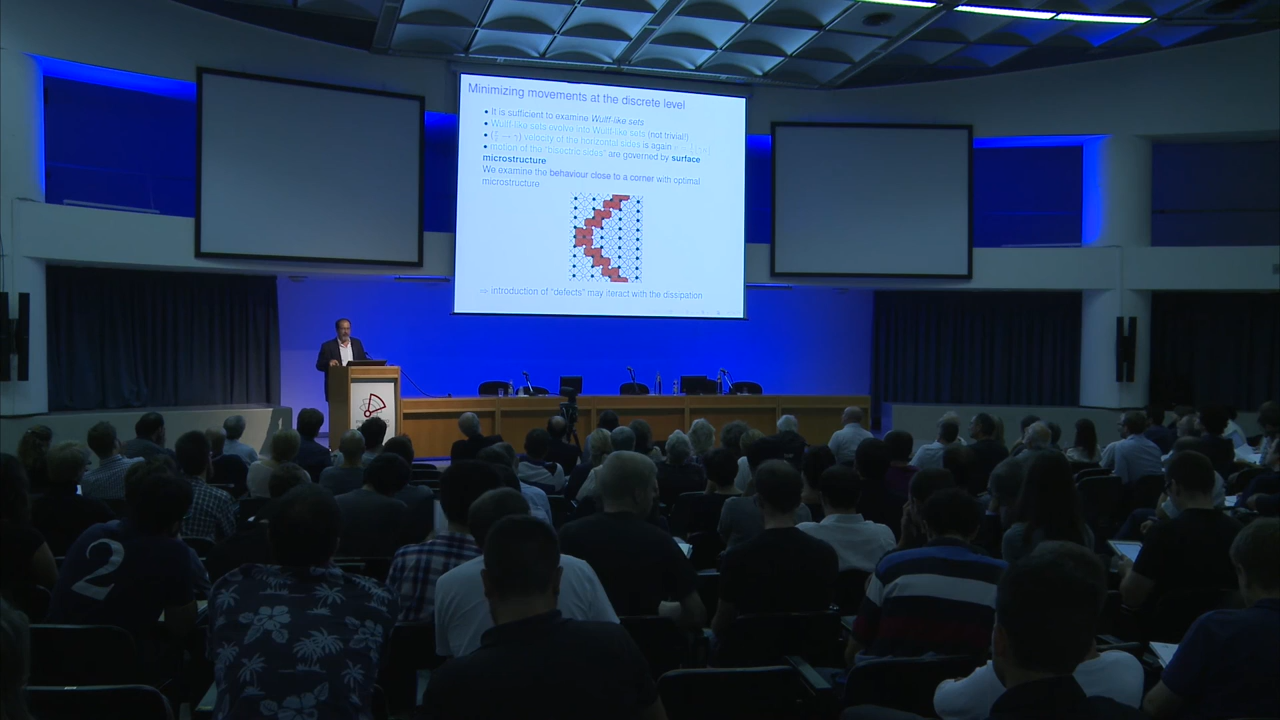 Minimizing movements at the discrete level
• It is sufficient to examine Wulff-like sets
• Wulff-like sets evolve into Wulff-like sets (not trivial!)
velocity of the horizontal sides is again
• motion of the "bisectric sides" are governed by surface
microstructure
We examine the behaviour close to a corner with optimal
microstructure
⇒ introduction of "defects" may iteract with the dissipation
2